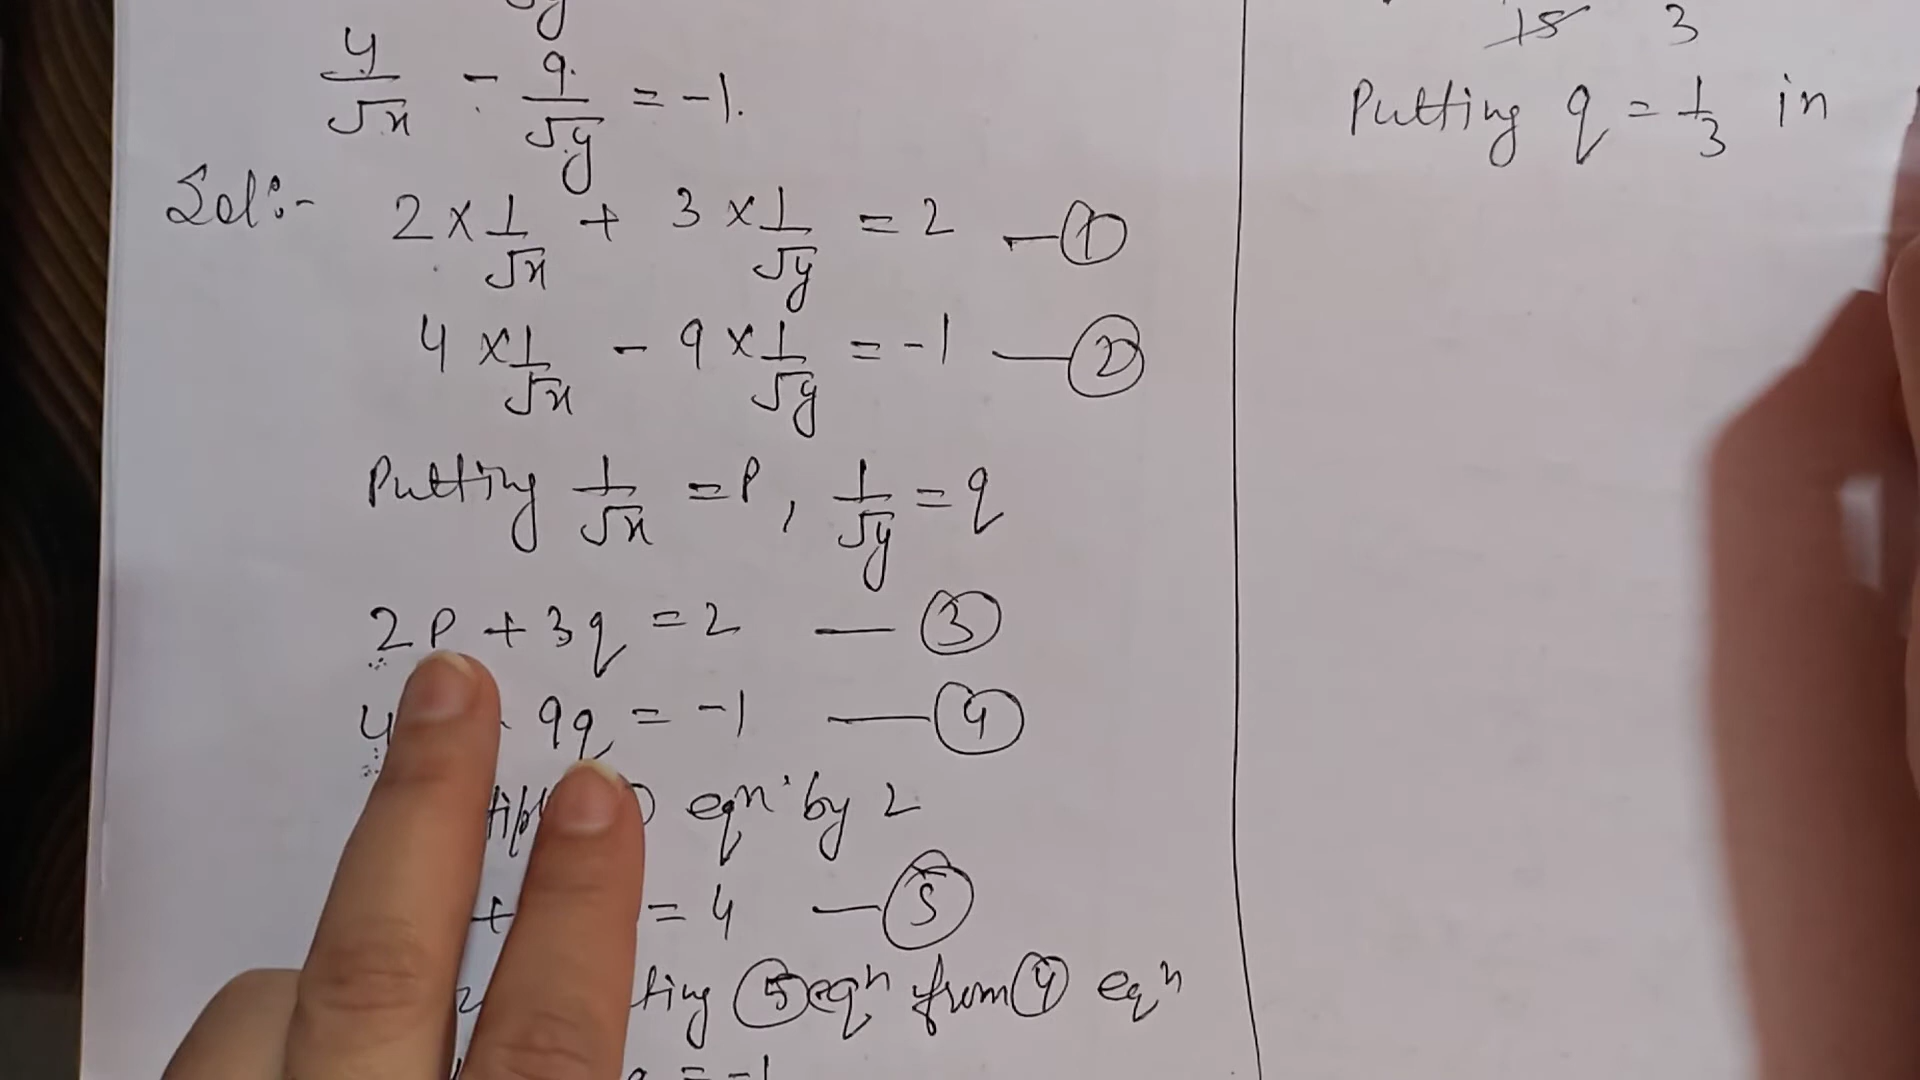 4/√x - 9/√y = -1.
Sol:- 2 × 1/√x + 3 × 1/√y = 2 — ①
4 × 1/√x - 9 × 1/√y = -1 — ②
Putting 1/√x = P, 1/√y = q
2P + 3q = 2 — ③
4 - 9q = -1 — ④
eqn by 2
+ = 4 — ⑤
⑤ eqn from ④ eqn
= -1
15 3
Putting q = 1/3 in